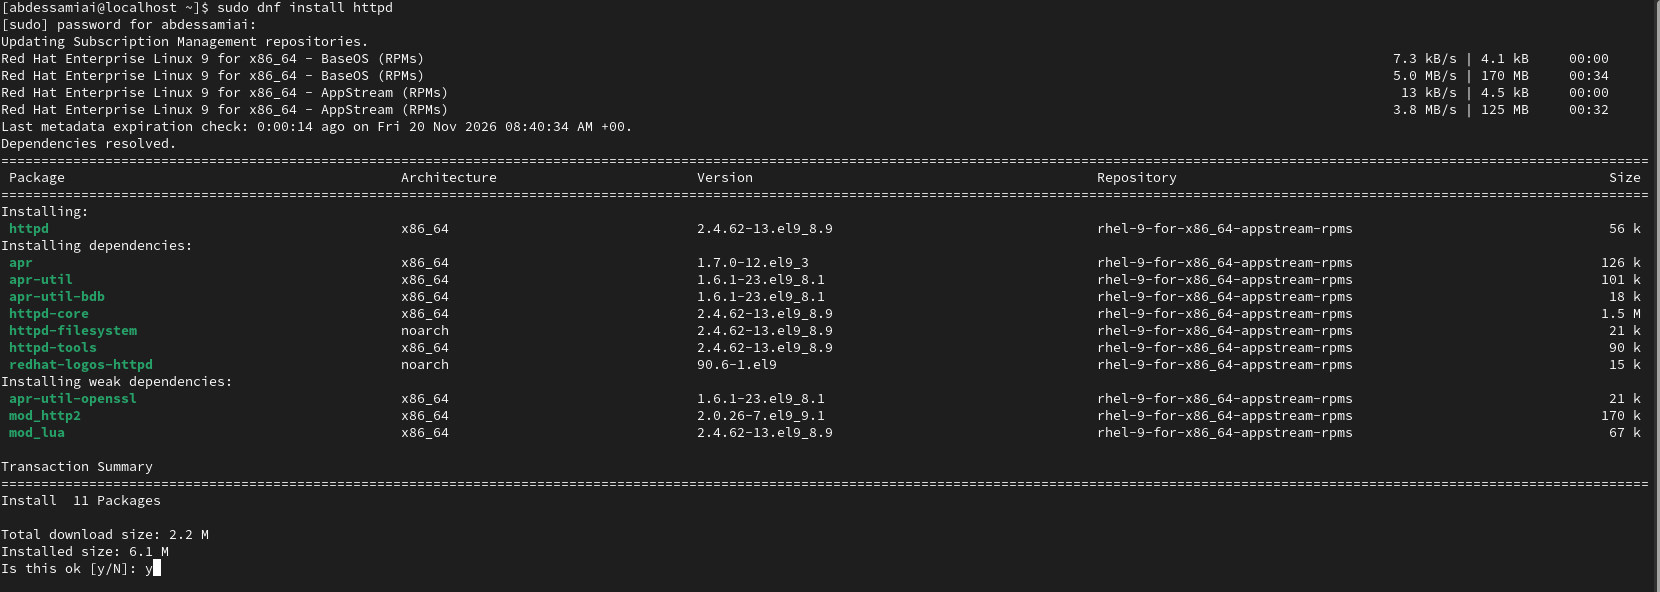 [abdessamiai@localhost ~]$ sudo dnf install httpd
[sudo] password for abdessamiai:
Updating Subscription Management repositories.
Red Hat Enterprise Linux 9 for x86_64 - BaseOS (RPMs) 7.3 kB/s | 4.1 kB 00:00
Red Hat Enterprise Linux 9 for x86_64 - BaseOS (RPMs) 5.0 MB/s | 170 MB 00:34
Red Hat Enterprise Linux 9 for x86_64 - AppStream (RPMs) 13 kB/s | 4.5 kB 00:00
Red Hat Enterprise Linux 9 for x86_64 - AppStream (RPMs) 3.8 MB/s | 125 MB 00:32
Last metadata expiration check: 0:00:14 ago on Fri 20 Nov 2026 08:40:34 AM +00.
Dependencies resolved.
================================================================================
Package Architecture Version Repository Size
================================================================================
Installing:
httpd x86_64 2.4.62-13.el9_8.9 rhel-9-for-x86_64-appstream-rpms 56 k
Installing dependencies:
apr x86_64 1.7.0-12.el9_3 rhel-9-for-x86_64-appstream-rpms 126 k
apr-util x86_64 1.6.1-23.el9_8.1 rhel-9-for-x86_64-appstream-rpms 101 k
apr-util-bdb x86_64 1.6.1-23.el9_8.1 rhel-9-for-x86_64-appstream-rpms 18 k
httpd-core x86_64 2.4.62-13.el9_8.9 rhel-9-for-x86_64-appstream-rpms 1.5 M
httpd-filesystem noarch 2.4.62-13.el9_8.9 rhel-9-for-x86_64-appstream-rpms 21 k
httpd-tools x86_64 2.4.62-13.el9_8.9 rhel-9-for-x86_64-appstream-rpms 90 k
redhat-logos-httpd noarch 90.6-1.el9 rhel-9-for-x86_64-appstream-rpms 15 k
Installing weak dependencies:
apr-util-openssl x86_64 1.6.1-23.el9_8.1 rhel-9-for-x86_64-appstream-rpms 21 k
mod_http2 x86_64 2.0.26-7.el9_9.1 rhel-9-for-x86_64-appstream-rpms 170 k
mod_lua x86_64 2.4.62-13.el9_8.9 rhel-9-for-x86_64-appstream-rpms 67 k
Transaction Summary
================================================================================
Install 11 Packages
Total download size: 2.2 M
Installed size: 6.1 M
Is this ok [y/N]: y